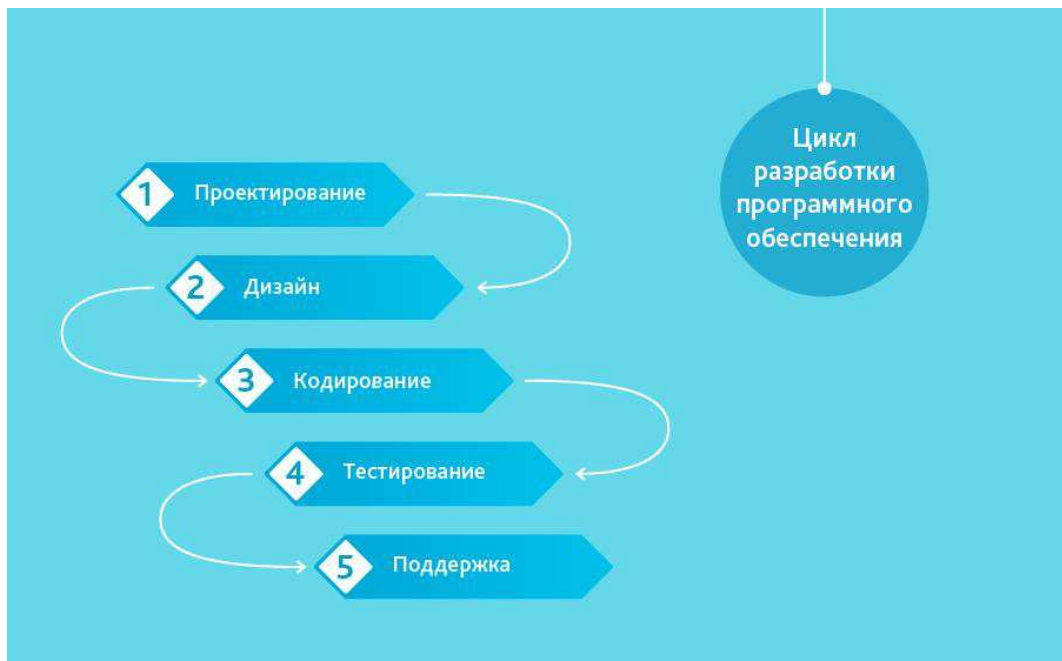 Цикл
разработки
программного
обеспечения
1 Проектирование
2 Дизайн
3 Кодирование
4 Тестирование
5 Поддержка